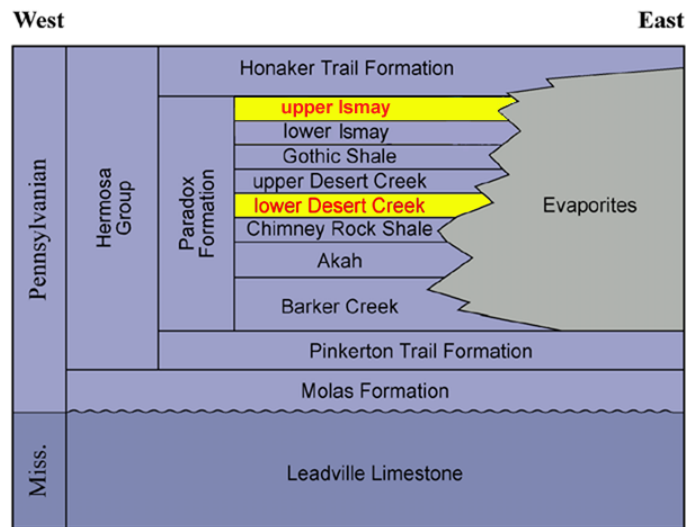 West
East
Pennsylvanian
Miss.
Hermosa
Group
Paradox
Formation
Honaker Trail Formation
upper Ismay
lower Ismay
Gothic Shale
upper Desert Creek
lower Desert Creek
Chimney Rock Shale
Akah
Barker Creek
Evaporites
Pinkerton Trail Formation
Molas Formation
Leadville Limestone